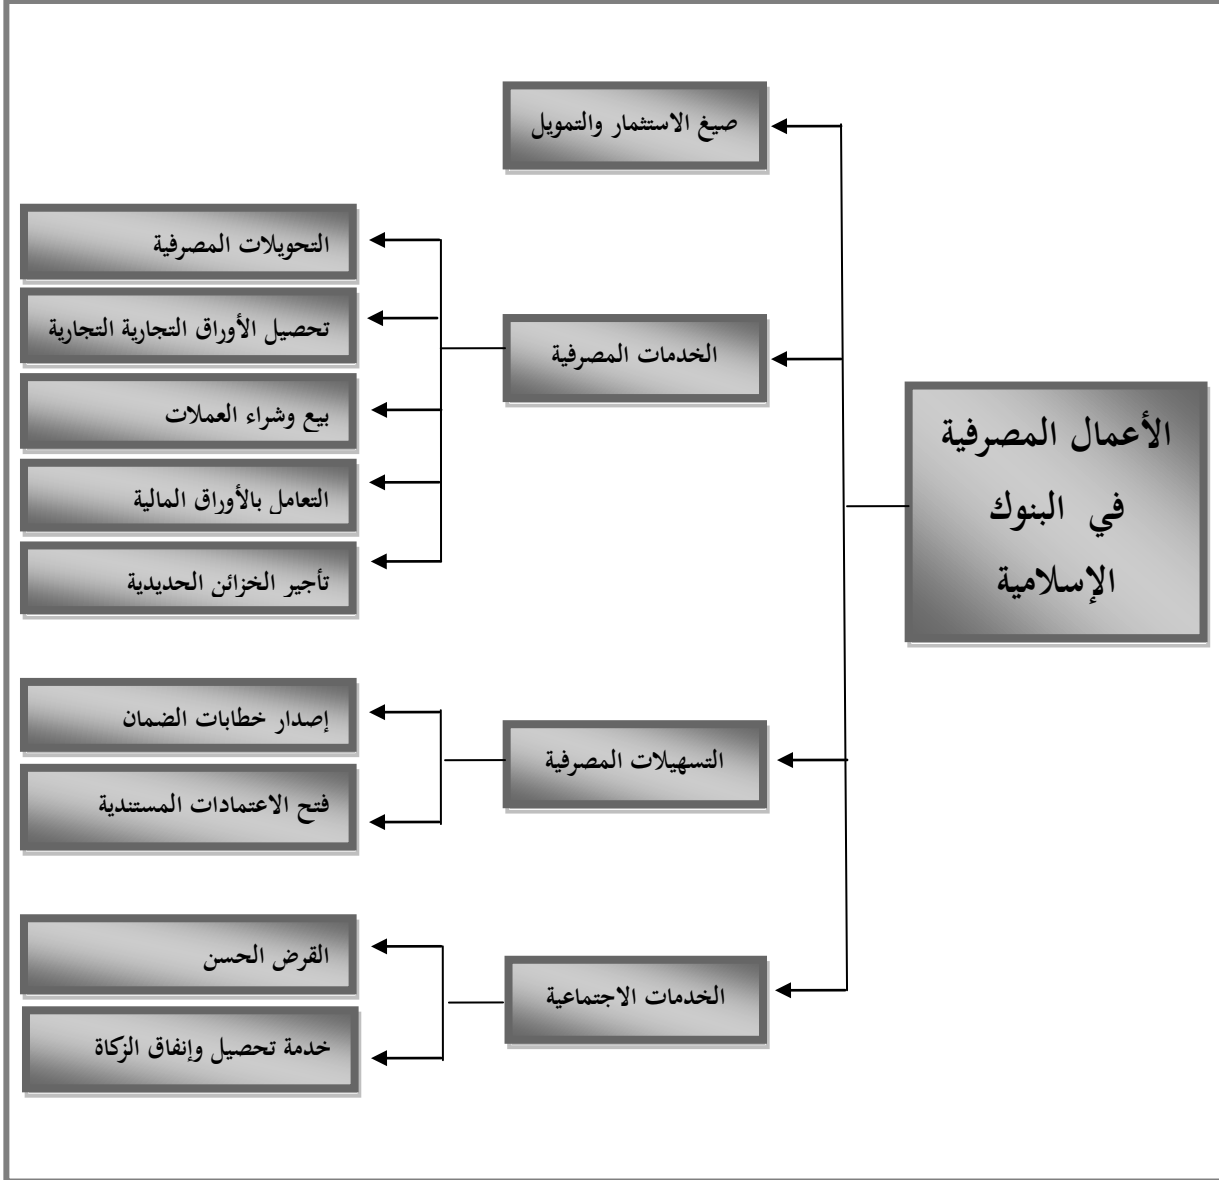 الأعمال المصرفية
في البنوك
الإسلامية
صيغ الاستثمار والتمويل
الخدمات المصرفية
التحويلات المصرفية
تحصيل الأوراق التجارية التجارية
بيع وشراء العملات
التعامل بالأوراق المالية
تأجير الخزائن الحديدية
التسهيلات المصرفية
إصدار خطابات الضمان
فتح الاعتمادات المستندية
الخدمات الاجتماعية
القرض الحسن
خدمة تحصيل وإنفاق الزكاة